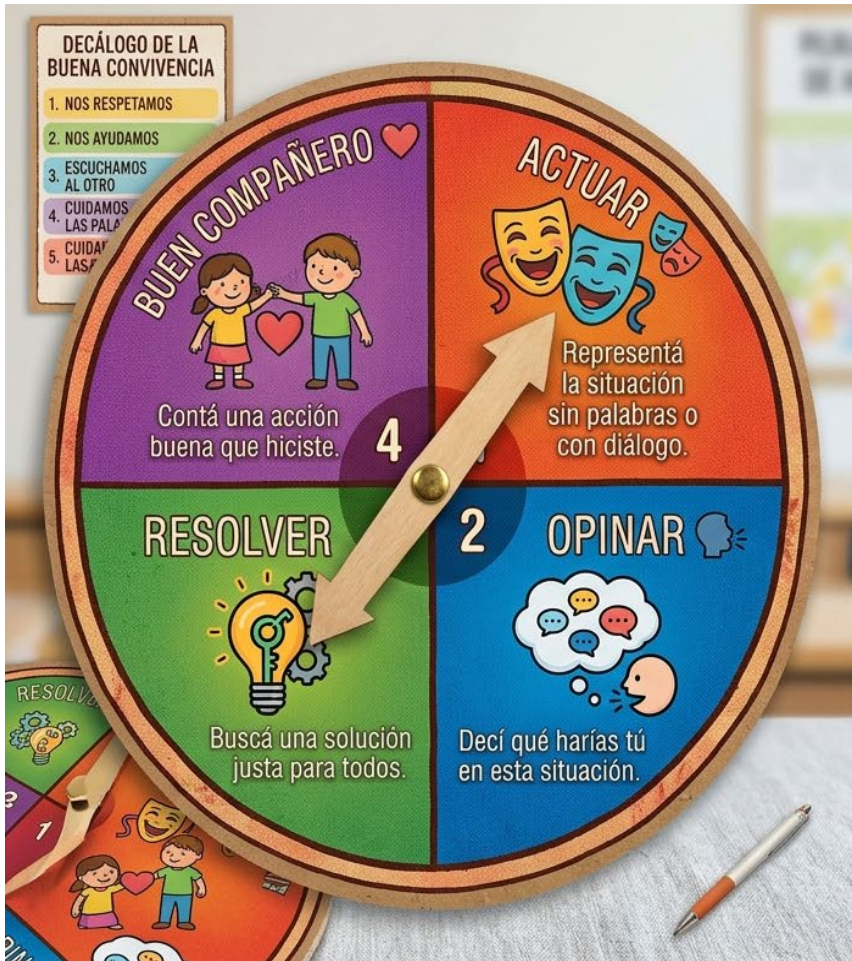 DECÁLOGO DE LA
BUENA CONVIVENCIA
1. NOS RESPETAMOS
2. NOS AYUDAMOS
3. ESCUCHAMOS
AL OTRO
4. CUIDAMOS
LAS
5.
BUEN COMPAÑERO
Contá una acción
buena que hiciste.
4
ACTUAR
Representá
la situación
sin palabras o
con diálogo.
RESOLVER
Buscá una solución
justa para todos.
2
OPINAR
Decí qué harías tú
en esta situación.
1